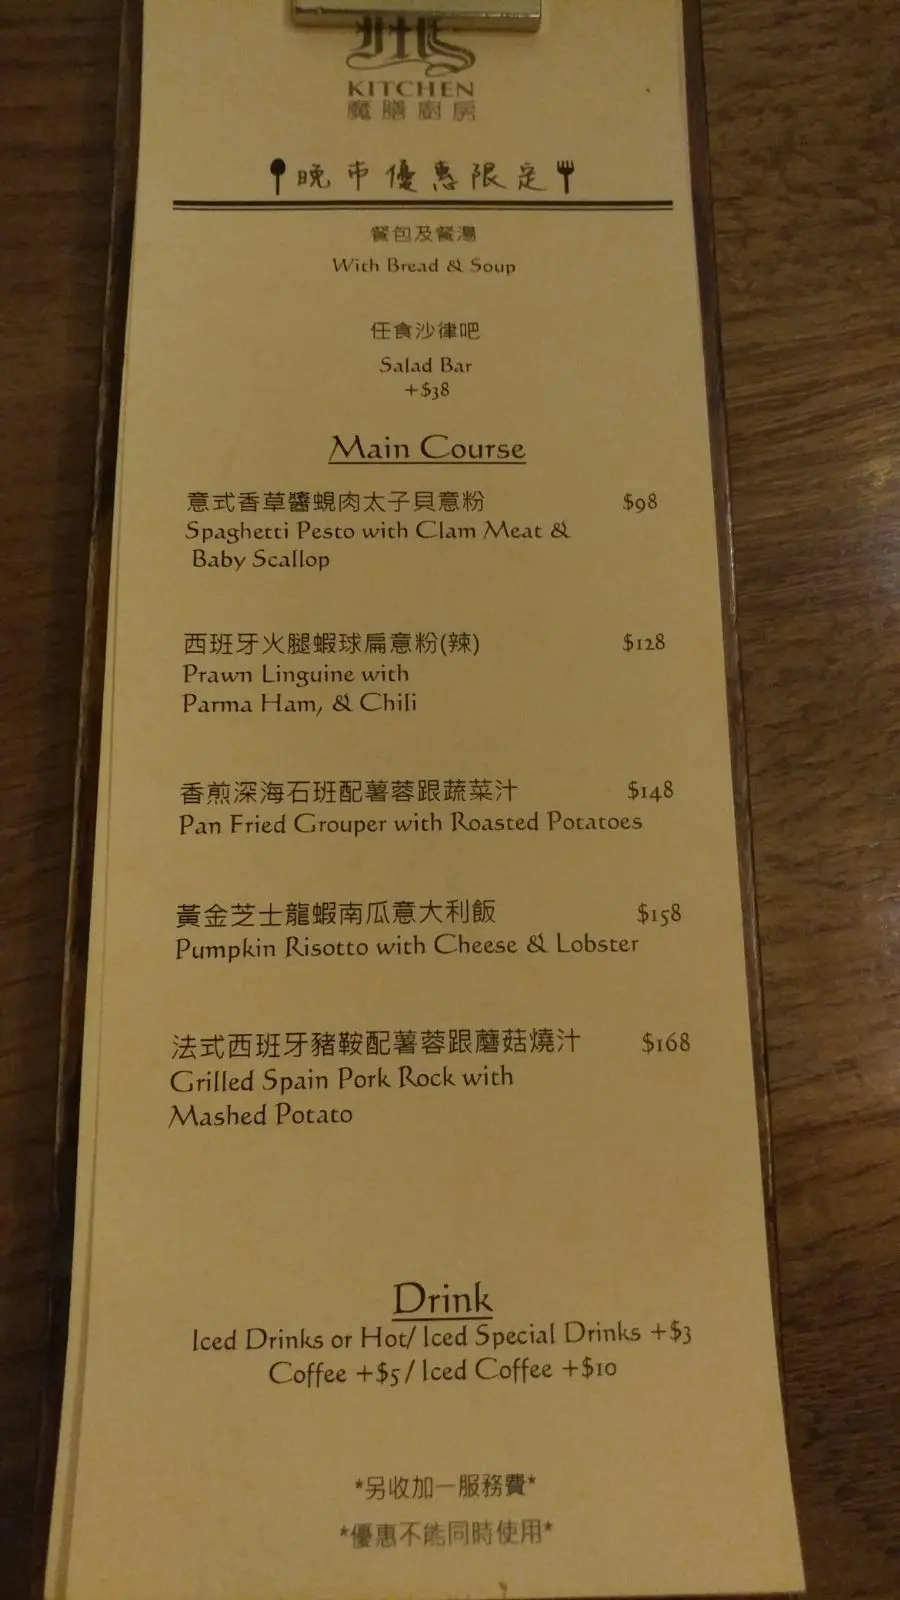 KITCHEN
魔膳廚房
晚市優惠限定
餐包及餐湯
With Bread & Soup
任食沙律吧
Salad Bar
+$38
Main Course
意式香草醬蜆肉太子貝意粉 $98
Spaghetti Pesto with Clam Meat &
Baby Scallop
西班牙火腿蝦球扁意粉(辣) $128
Prawn Linguine with
Parma Ham, & Chili
香煎深海石班配薯蓉跟蔬菜汁 $148
Pan Fried Grouper with Roasted Potatoes
黃金芝士龍蝦南瓜意大利飯 $158
Pumpkin Risotto with Cheese & Lobster
法式西班牙豬鞍配薯蓉跟蘑菇燒汁 $168
Grilled Spain Pork Rock with
Mashed Potato
Drink
Iced Drinks or Hot/ Iced Special Drinks +$3
Coffee +$5 / Iced Coffee +$10
*另收加一服務費*
*優惠不能同時使用*